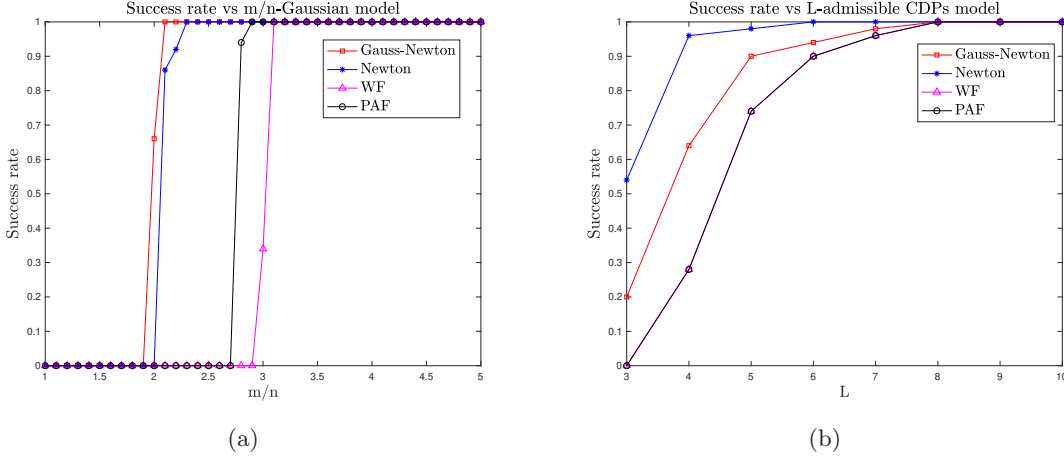 Success rate vs m/n-Gaussian model
Success rate
1
0.9
0.8
0.7
0.6
0.5
0.4
0.3
0.2
0.1
0
1
1.5
2
2.5
3
3.5
4
4.5
5
m/n
Gauss-Newton
Newton
WF
PAF
(a)
Success rate vs L-admissible CDPs model
Success rate
1
0.9
0.8
0.7
0.6
0.5
0.4
0.3
0.2
0.1
0
3
4
5
6
7
8
9
10
L
Gauss-Newton
Newton
WF
PAF
(b)